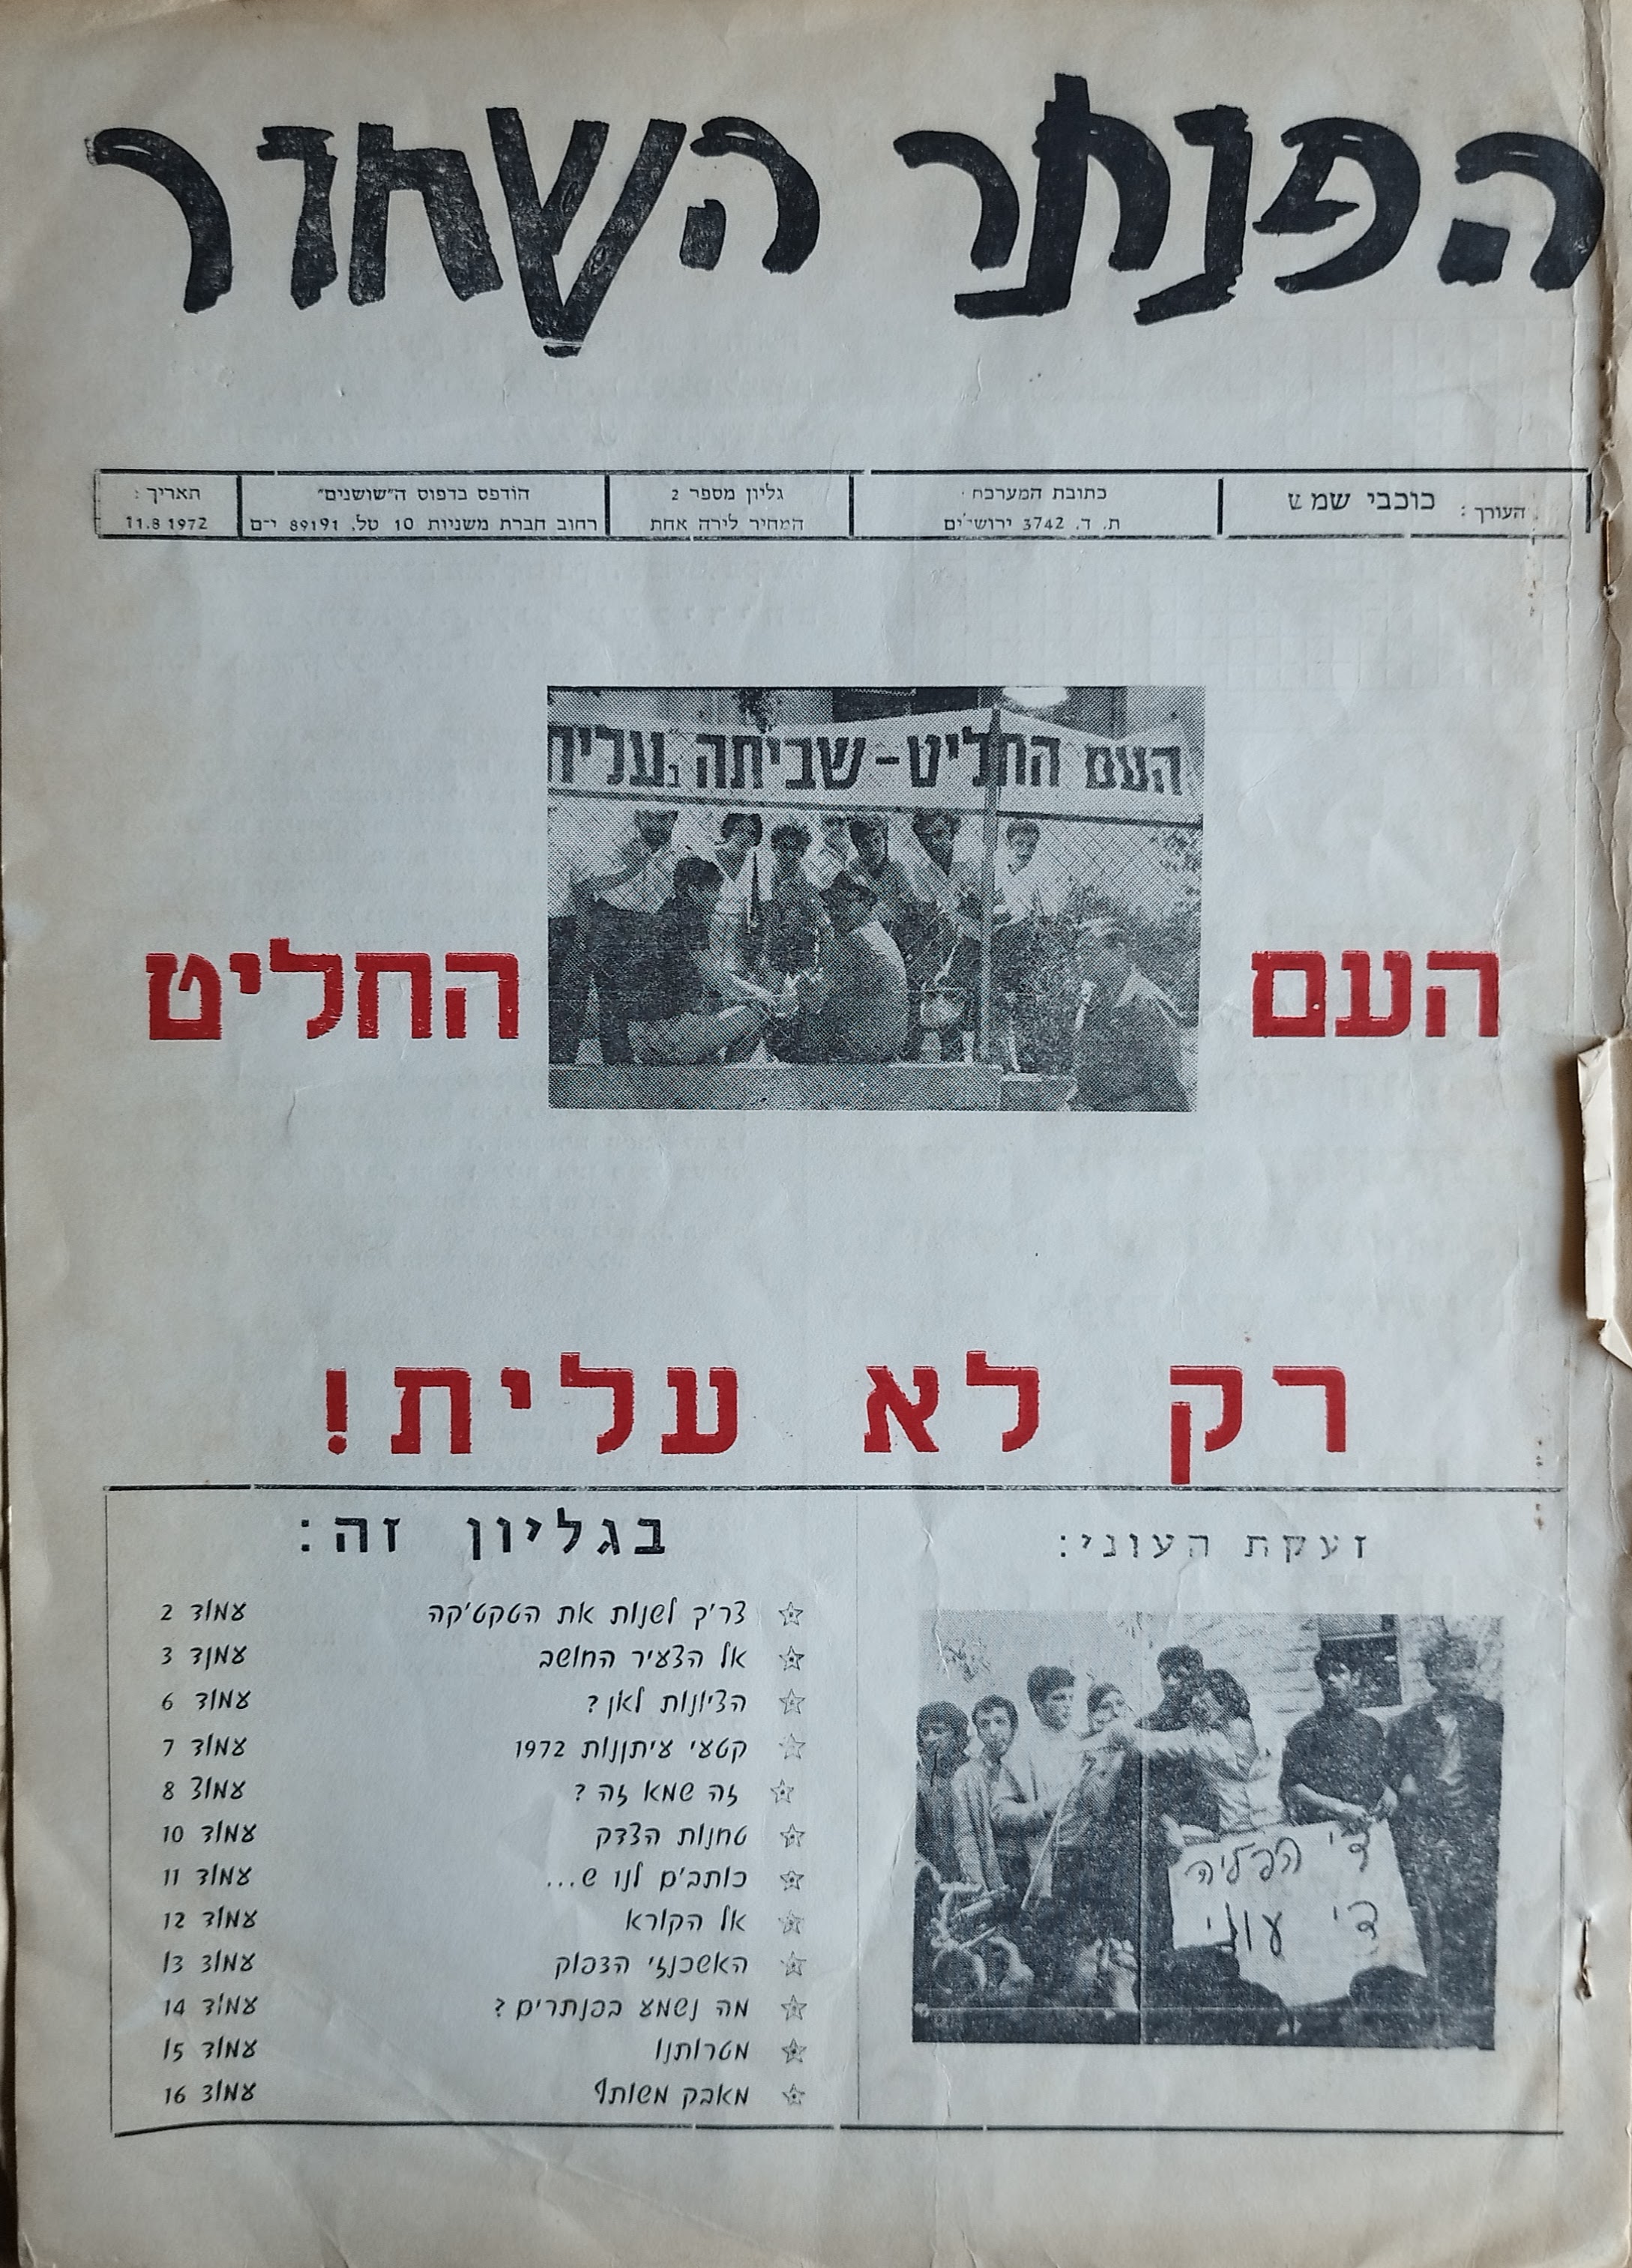 הפנתר השחור
העורך : כוכבי שמש
כתובת המערכת
ת. ד. 3742 ירושלים
גליון מספר 2
המחיר לירה אחת
הודפס בדפוס ה"שושנים"
רחוב חברת משניות 10 טל. 89191 י-ם
תאריך :
11.8 1972
העם החליט - שביתה בעלית
העם החליט
רק לא עלית!
זעקת העוני:
די הפליה
די עוני
בגליון זה:
צריך לשנות את הטקטיקה עמוד 2
אל הצעיר החושב עמוד 3
הציונות לאן ? עמוד 6
קטעי עיתונות 1972 עמוד 7
זה שמא זה ? עמוד 8
טחנות הצדק עמוד 10
כותבים לנו ש... עמוד 11
אל הקורא עמוד 12
האשכנזי הדפוק עמוד 13
מה נשמע בפנתרים ? עמוד 14
מטרותנו עמוד 15
מאבק משותף עמוד 16